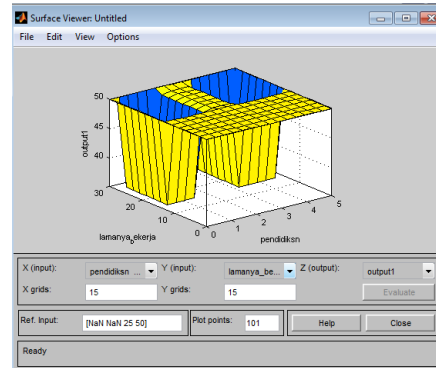 Surface Viewer: Untitled
File Edit View Options
50
45
40
30
20
10
0
0
1
2
3
4
5
output1
lamanya_bekerja
pendidiksn
X (input): pendidiksn ... Y (input): lamanya_be... Z (output): output1
X grids: 15 Y grids: 15 Evaluate
Ref. Input: [NaN NaN 25 50] Plot points: 101 Help Close
Ready